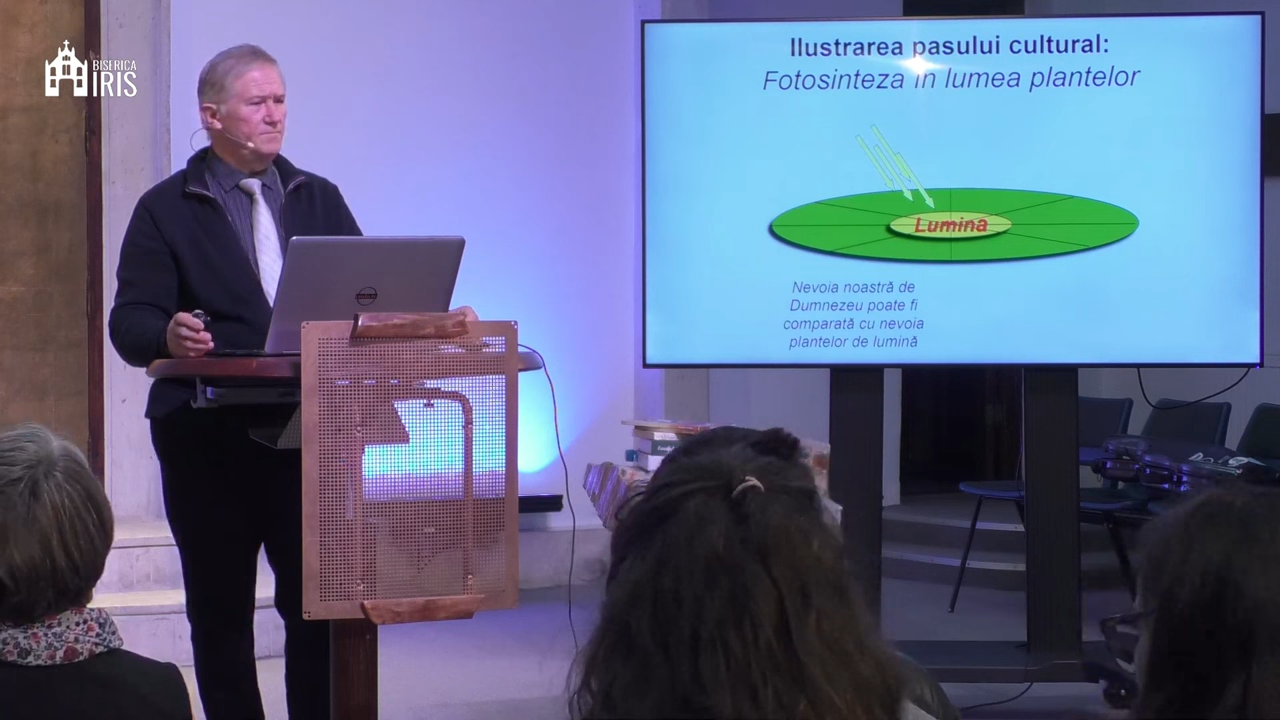 BISERICA
IRIS
Ilustrarea pasului cultural:
Fotosinteza în lumea plantelor
Lumina
Nevoia noastră de
Dumnezeu poate fi
comparată cu nevoia
plantelor de lumină